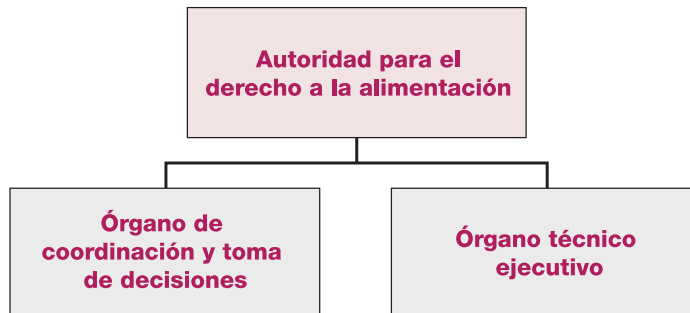 Autoridad para el
derecho a la alimentación
Órgano de
coordinación y toma
de decisiones
Órgano técnico
ejecutivo